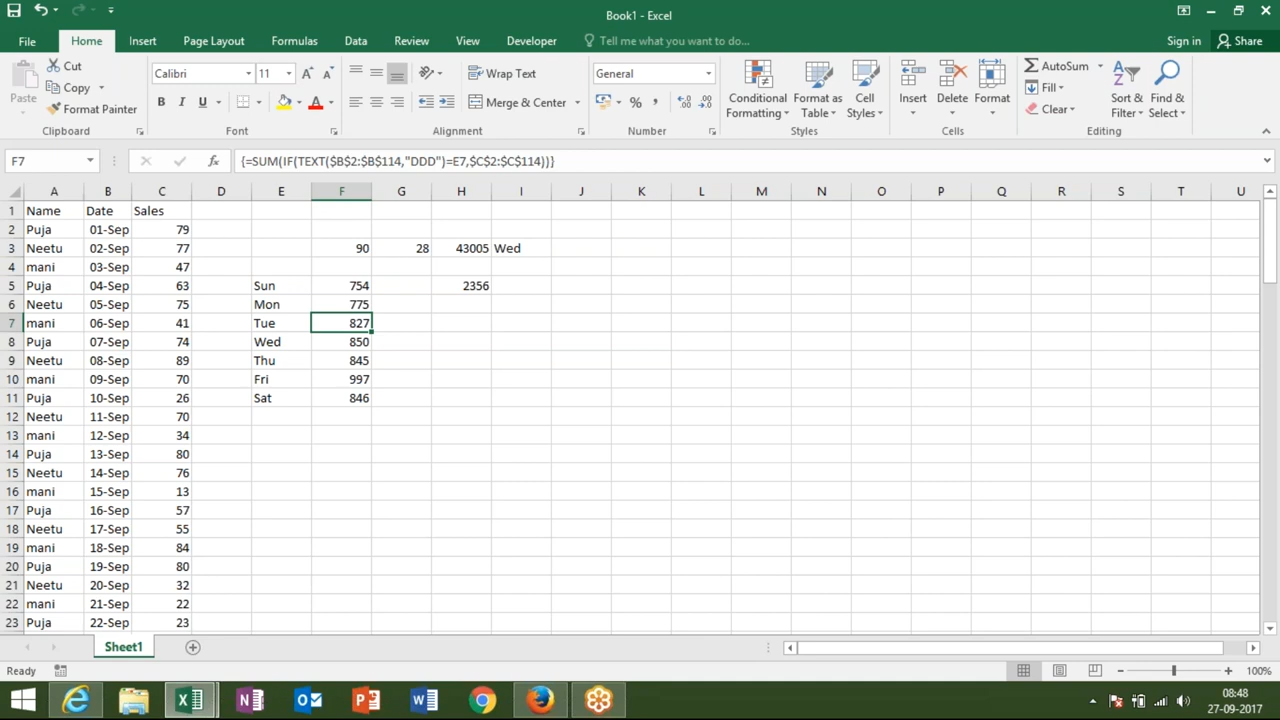 Book1 - Excel
File Home Insert Page Layout Formulas Data Review View Developer Tell me what you want to do... Sign in Share
Cut
Copy
Format Painter
Paste
Clipboard
Calibri 11
B I U
Font
Wrap Text
Merge & Center
Alignment
General
%
Number
Conditional Formatting
Format as Table
Cell Styles
Styles
Insert Delete Format
Cells
AutoSum
Fill
Clear
Sort & Filter
Find & Select
Editing
F7 fx {=SUM(IF(TEXT($B$2:$B$114,"DDD")=E7,$C$2:$C$114))}
A B C D E F G H I J K L M N O P Q R S T U
1 Name Date Sales
2 Puja 01-Sep 79
3 Neetu 02-Sep 77 90 28 43005 Wed
4 mani 03-Sep 47
5 Puja 04-Sep 63 Sun 754 2356
6 Neetu 05-Sep 75 Mon 775
7 mani 06-Sep 41 Tue 827
8 Puja 07-Sep 74 Wed 850
9 Neetu 08-Sep 89 Thu 845
10 mani 09-Sep 70 Fri 997
11 Puja 10-Sep 26 Sat 846
12 Neetu 11-Sep 70
13 mani 12-Sep 34
14 Puja 13-Sep 80
15 Neetu 14-Sep 76
16 mani 15-Sep 13
17 Puja 16-Sep 57
18 Neetu 17-Sep 55
19 mani 18-Sep 84
20 Puja 19-Sep 80
21 Neetu 20-Sep 32
22 mani 21-Sep 22
23 Puja 22-Sep 23
Sheet1
Ready 100%
08:48
27-09-2017